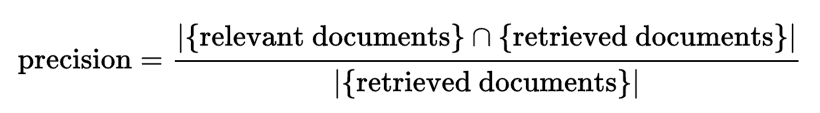 precision = |{relevant documents} ∩ {retrieved documents}|
|{retrieved documents}|